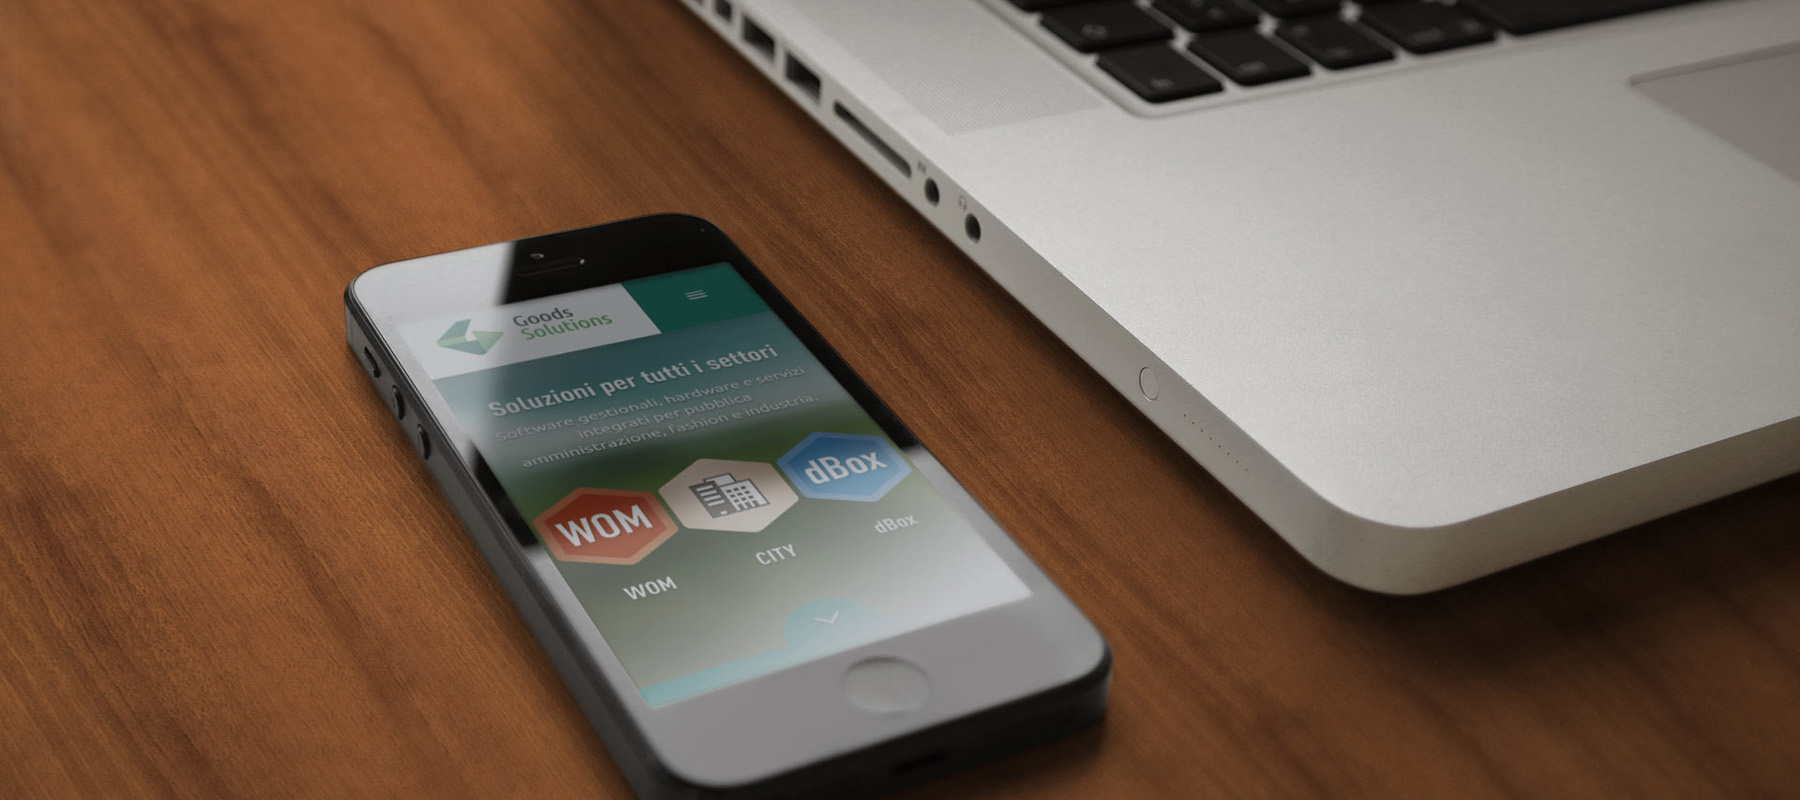 Goods
Solutions
Soluzioni per tutti i settori
Software gestionali, hardware e servizi
integrati per pubblica
amministrazione, fashion e industria.
WOM
dBox
WOM
CITY
dBox